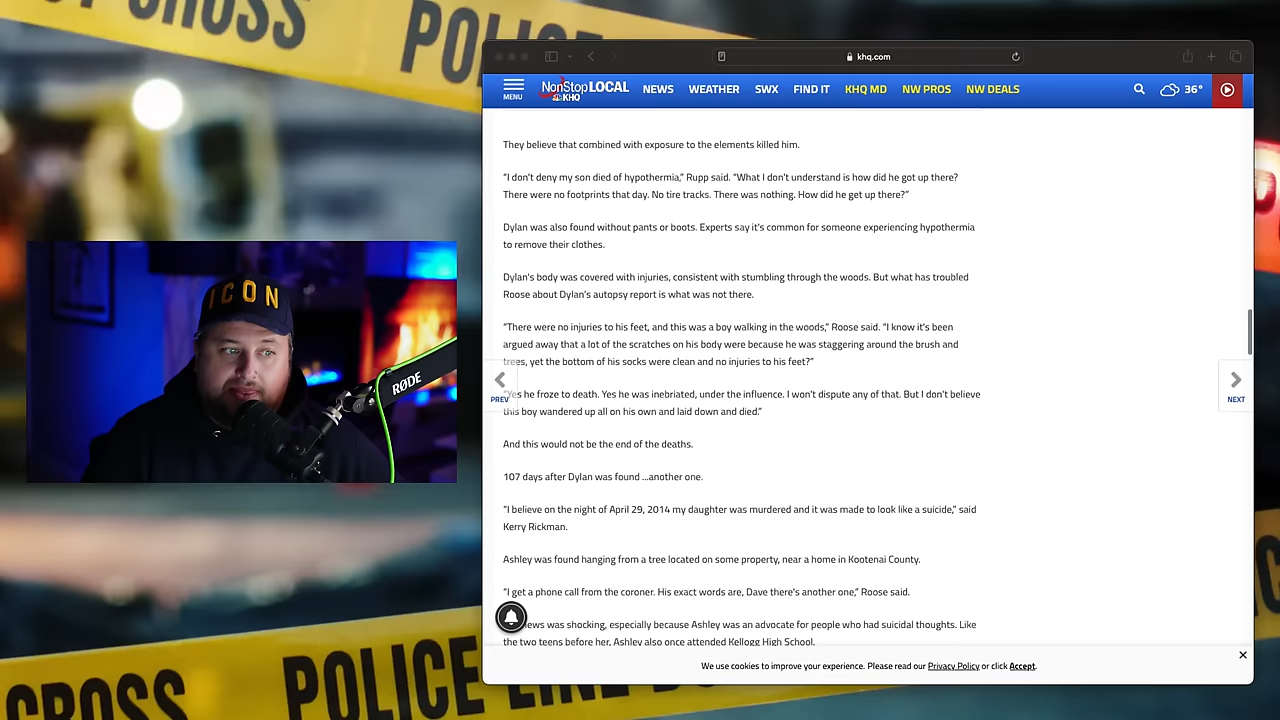 CROSS
POL
khq.com
MENU
NonStop LOCAL
KHQ
NEWS WEATHER SWX FIND IT KHQ MD NW PROS NW DEALS
36°
They believe that combined with exposure to the elements killed him.
"I don't deny my son died of hypothermia," Rupp said. "What I don't understand is how did he get up there?
There were no footprints that day. No tire tracks. There was nothing. How did he get up there?"
Dylan was also found without pants or boots. Experts say it's common for someone experiencing hypothermia
to remove their clothes.
Dylan's body was covered with injuries, consistent with stumbling through the woods. But what has troubled
Roose about Dylan's autopsy report is what was not there.
"There were no injuries to his feet, and this was a boy walking in the woods," Roose said. "I know it's been
argued away that a lot of the scratches on his body were because he was staggering around the brush and
trees, yet the bottom of his socks were clean and no injuries to his feet?"
"Yes he froze to death. Yes he was inebriated, under the influence. I won't dispute any of that. But I don't believe
this boy wandered up all on his own and laid down and died."
PREV
NEXT
And this would not be the end of the deaths.
107 days after Dylan was found ...another one.
"I believe on the night of April 29, 2014 my daughter was murdered and it was made to look like a suicide," said
Kerry Rickman.
Ashley was found hanging from a tree located on some property, near a home in Kootenai County.
"I get a phone call from the coroner. His exact words are, Dave there's another one," Roose said.
ews was shocking, especially because Ashley was an advocate for people who had suicidal thoughts. Like
the two teens before her, Ashley also once attended Kellogg High School.
We use cookies to improve your experience. Please read our Privacy Policy or click Accept.
ICON
RØDE
CROSS
POLICE LINE DO